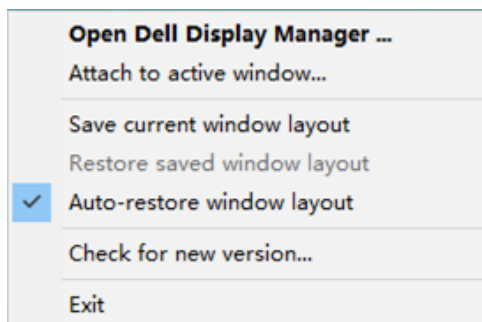 Open Dell Display Manager ...
Attach to active window...
Save current window layout
Restore saved window layout
Auto-restore window layout
Check for new version...
Exit